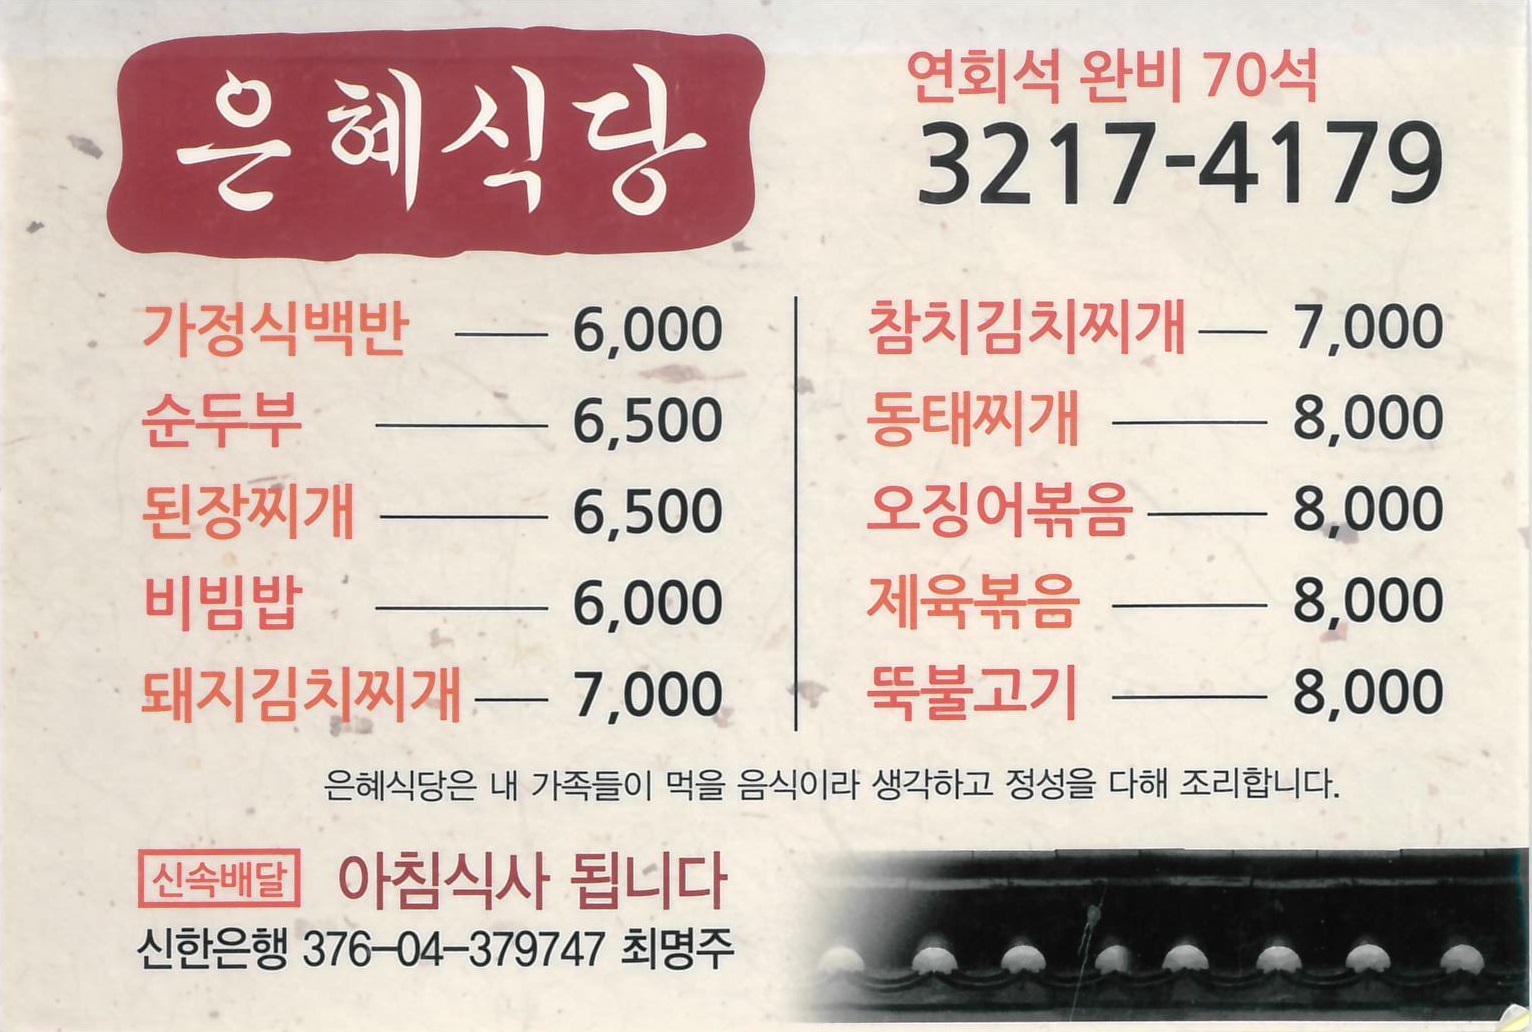 은혜식당
연회석 완비 70석
3217-4179
가정식백반 6,000
순두부 6,500
된장찌개 6,500
비빔밥 6,000
돼지김치찌개 7,000
참치김치찌개 7,000
동태찌개 8,000
오징어볶음 8,000
제육볶음 8,000
뚝불고기 8,000
은혜식당은 내 가족들이 먹을 음식이라 생각하고 정성을 다해 조리합니다.
신속배달 아침식사 됩니다
신한은행 376-04-379747 최명주